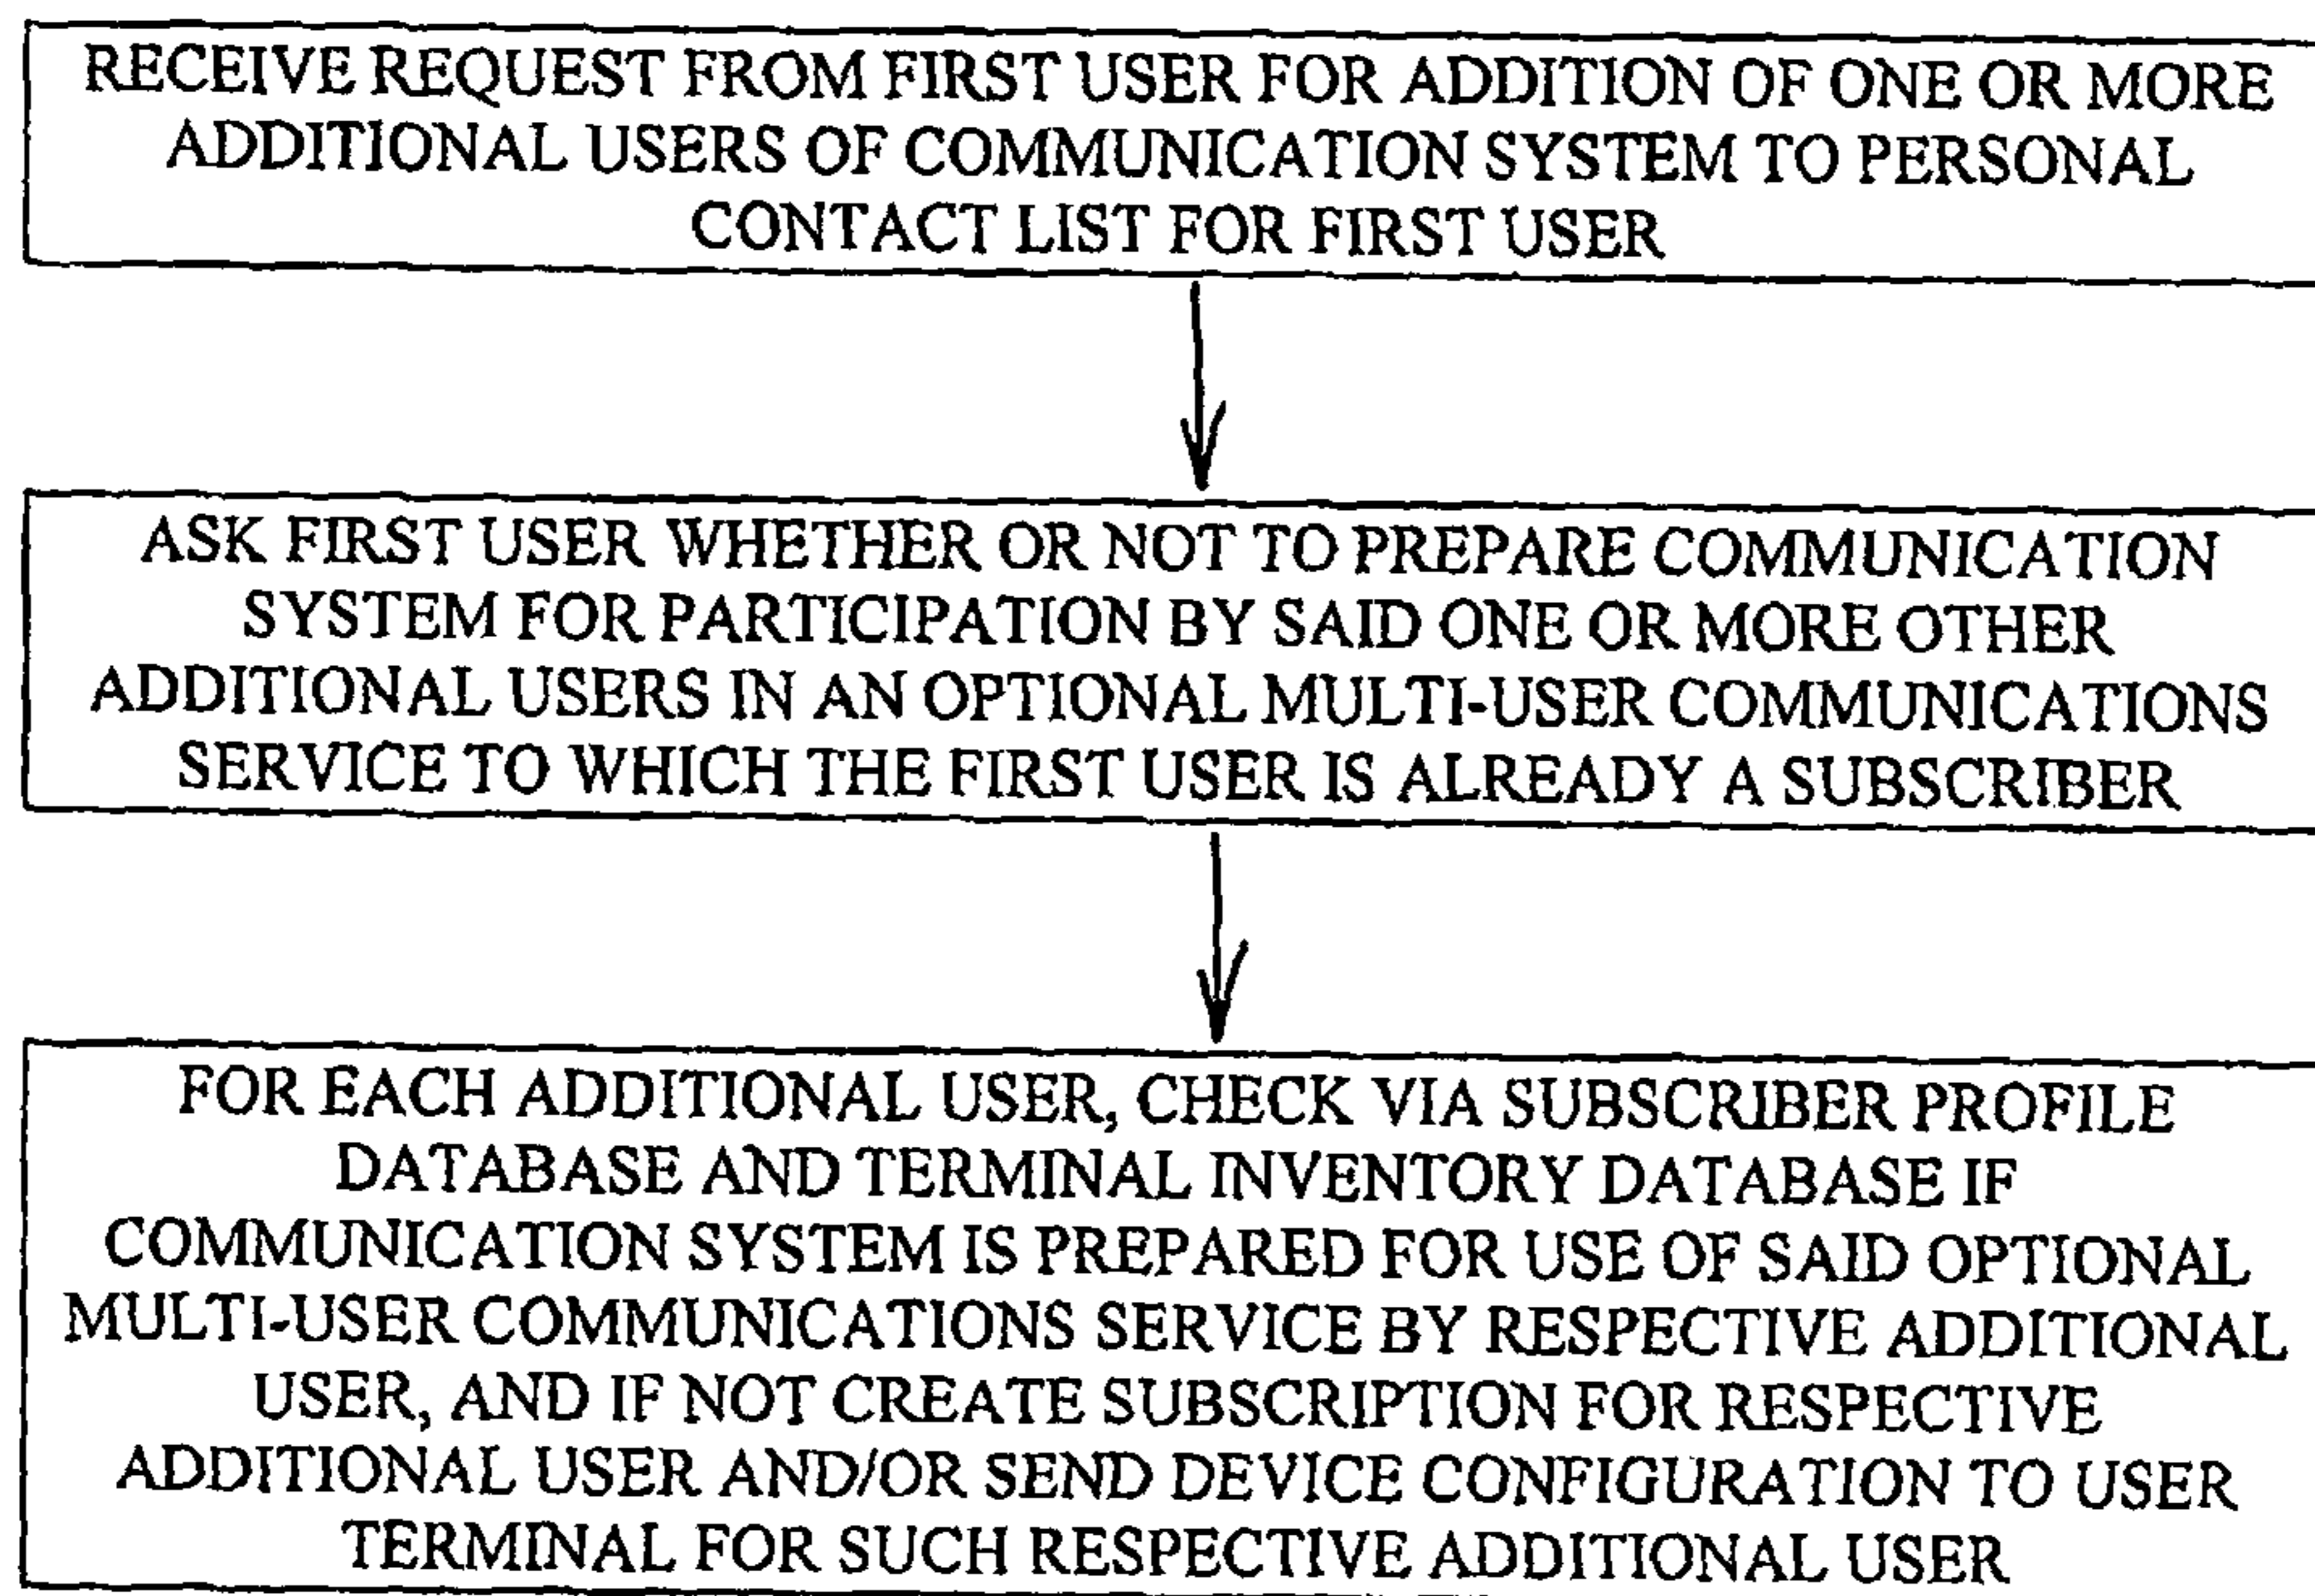 RECEIVE REQUEST FROM FIRST USER FOR ADDITION OF ONE OR MORE
ADDITIONAL USERS OF COMMUNICATION SYSTEM TO PERSONAL
CONTACT LIST FOR FIRST USER
ASK FIRST USER WHETHER OR NOT TO PREPARE COMMUNICATION
SYSTEM FOR PARTICIPATION BY SAID ONE OR MORE OTHER
ADDITIONAL USERS IN AN OPTIONAL MULTI-USER COMMUNICATIONS
SERVICE TO WHICH THE FIRST USER IS ALREADY A SUBSCRIBER
FOR EACH ADDITIONAL USER, CHECK VIA SUBSCRIBER PROFILE
DATABASE AND TERMINAL INVENTORY DATABASE IF
COMMUNICATION SYSTEM IS PREPARED FOR USE OF SAID OPTIONAL
MULTI-USER COMMUNICATIONS SERVICE BY RESPECTIVE ADDITIONAL
USER, AND IF NOT CREATE SUBSCRIPTION FOR RESPECTIVE
ADDITIONAL USER AND/OR SEND DEVICE CONFIGURATION TO USER
TERMINAL FOR SUCH RESPECTIVE ADDITIONAL USER